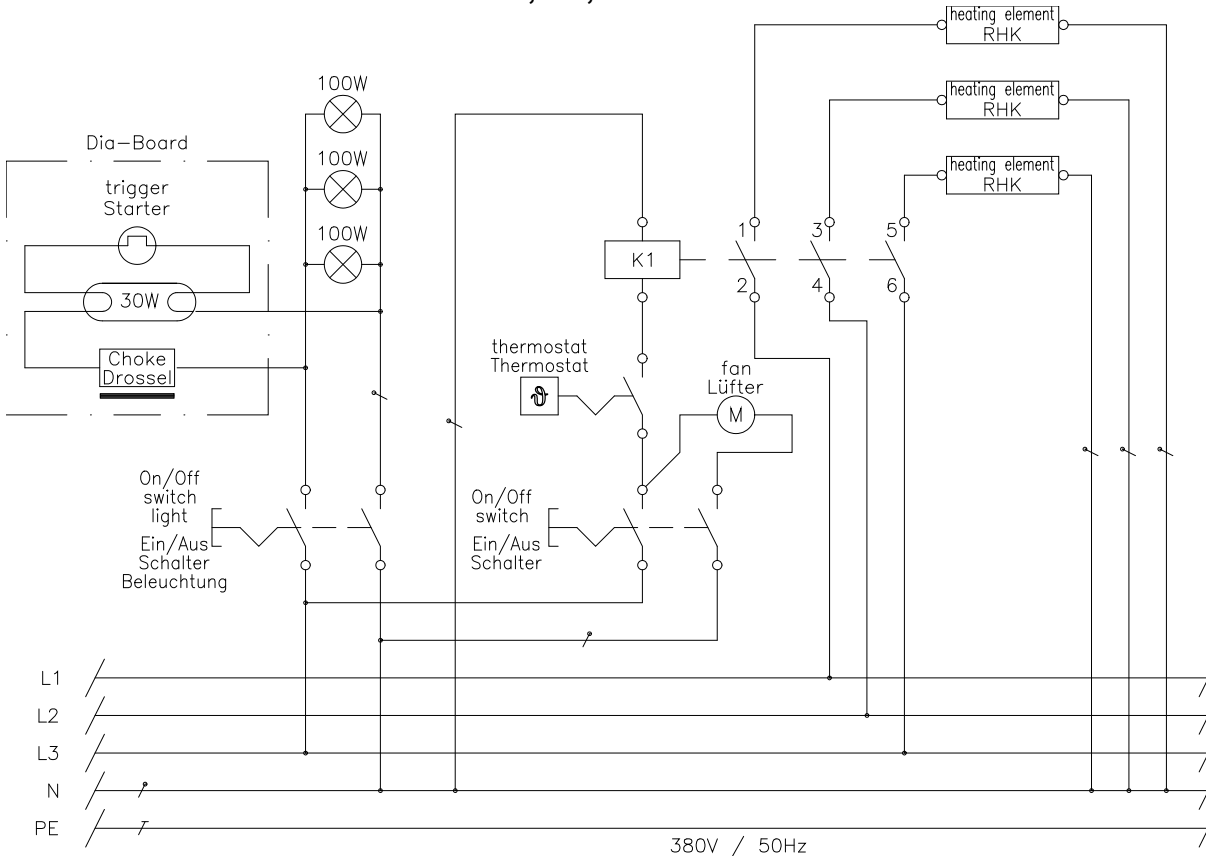 heating element
RHK
100W
heating element
RHK
Dia-Board
100W
heating element
RHK
trigger
Starter
100W
1
3
5
K1
2
4
6
30W
thermostat
Thermostat
ϑ
fan
Lüfter
M
Choke
Drossel
On/Off
switch
light
Ein/Aus
Schalter
Beleuchtung
On/Off
switch
Ein/Aus
Schalter
L1
L2
L3
N
PE
380V / 50Hz